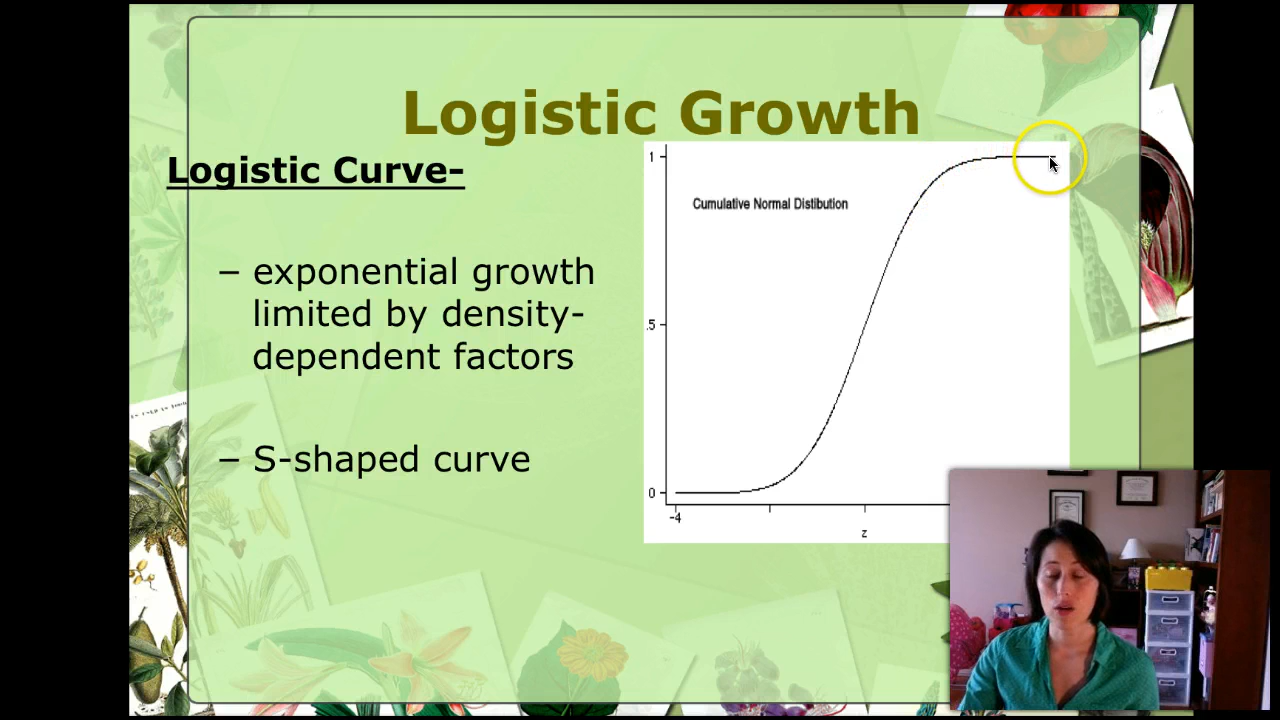 Logistic Growth
Logistic Curve-
– exponential growth
limited by density-
dependent factors
– S-shaped curve
1
Cumulative Normal Distibution
.5
0
-4
z